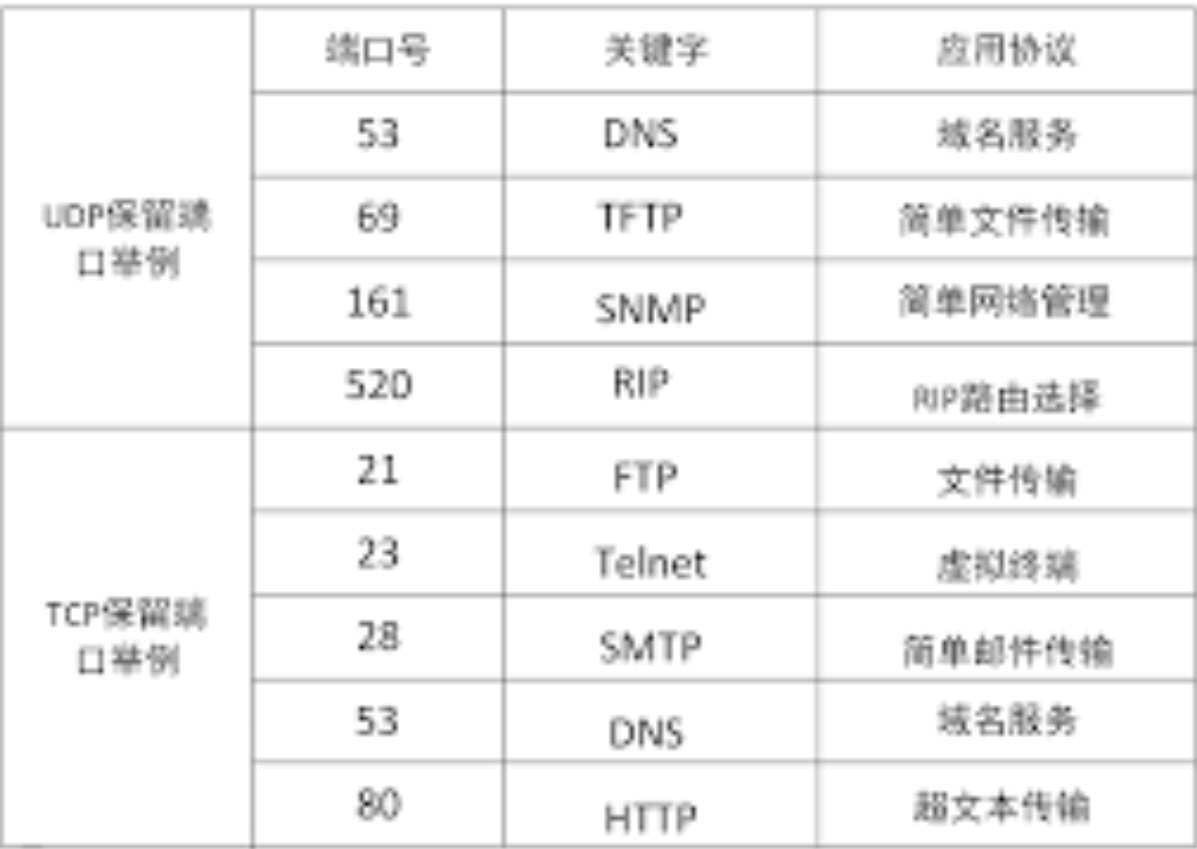 端口号 关键字 应用协议
53 DNS 域名服务
UDP保留端
口举例
69 TFTP 简单文件传输
161 SNMP 简单网络管理
520 RIP RIP路由选择
21 FTP 文件传输
23 Telnet 虚拟终端
TCP保留端
口举例
28 SMTP 简单邮件传输
53 DNS 域名服务
80 HTTP 超文本传输